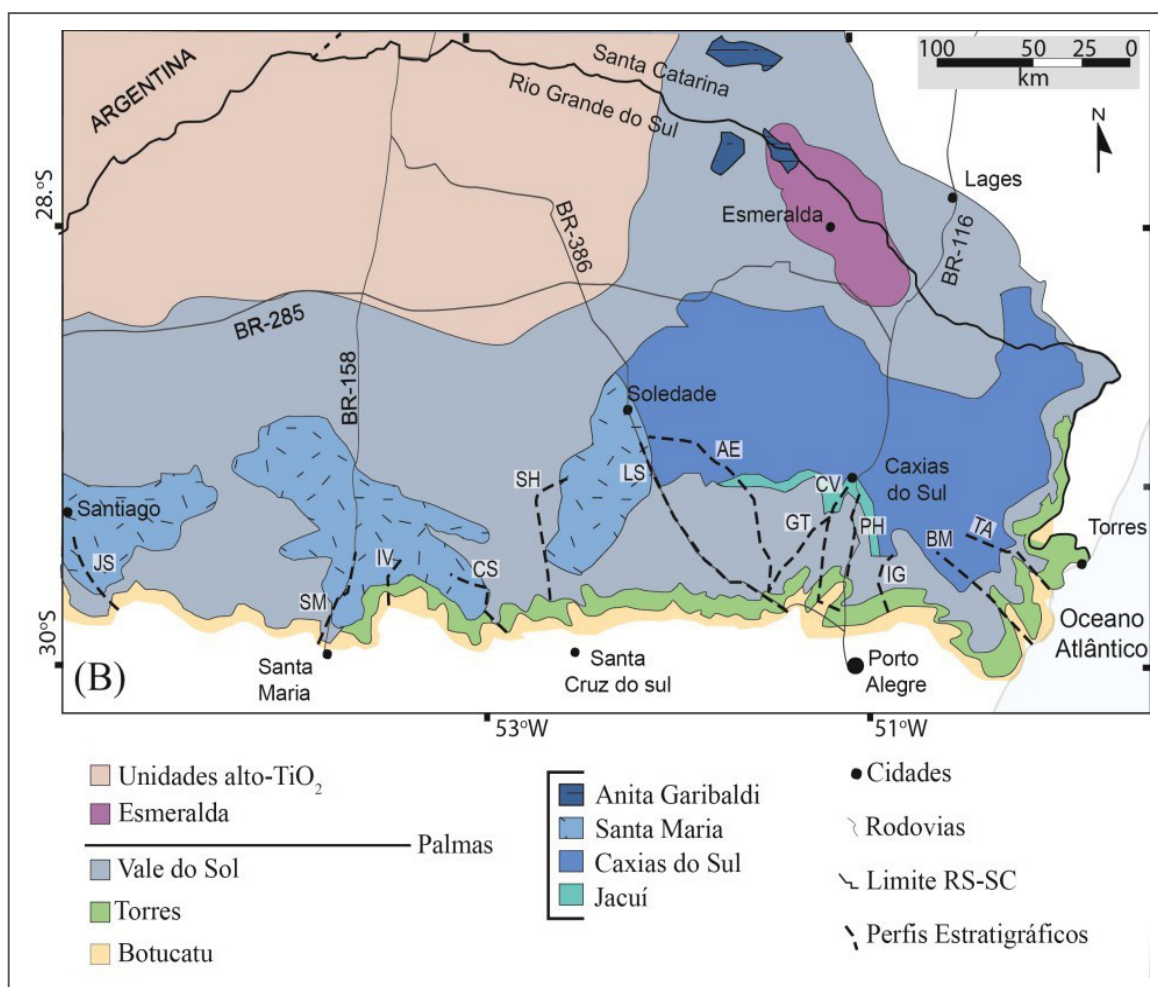 (B)
ARGENTINA
Santa Catarina
Rio Grande do Sul
100 50 25 0
km
N
28.ºS
30ºS
Lages
Esmeralda
BR-386
BR-116
BR-285
BR-158
Soledade
AE
LS
SH
CV
Caxias
do Sul
GT
PH
IG
BM
TA
Torres
Santiago
JS
IV
CS
SM
Santa
Maria
Santa
Cruz do sul
Porto
Alegre
Oceano
Atlântico
53ºW
51ºW
Unidades alto-TiO₂
Esmeralda
Palmas
Vale do Sol
Torres
Botucatu
Anita Garibaldi
Santa Maria
Caxias do Sul
Jacuí
Cidades
Rodovias
Limite RS-SC
Perfis Estratigráficos